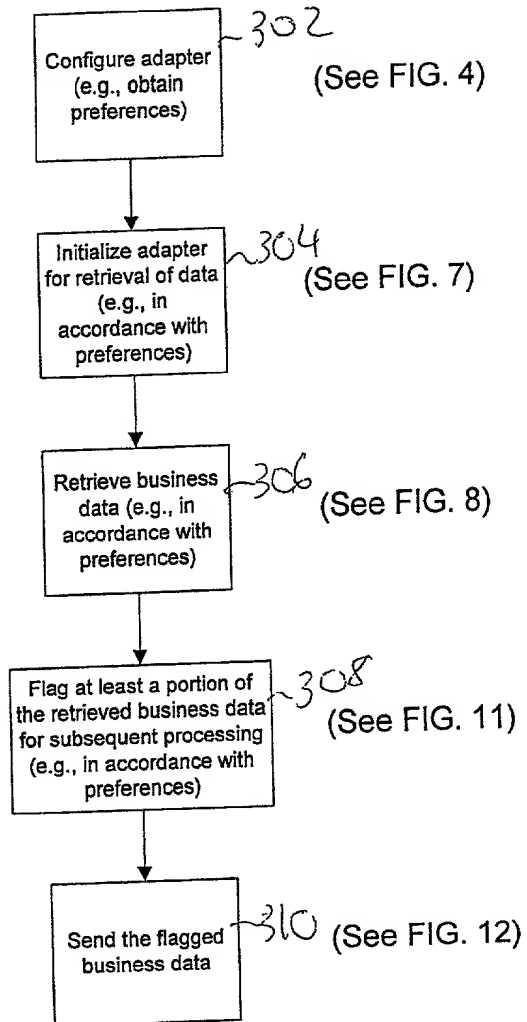 302
Configure adapter
(e.g., obtain
preferences)
(See FIG. 4)
304
Initialize adapter
for retrieval of data
(e.g., in
accordance with
preferences)
(See FIG. 7)
306
Retrieve business
data (e.g., in
accordance with
preferences)
(See FIG. 8)
308
Flag at least a portion of
the retrieved business data
for subsequent processing
(e.g., in accordance with
preferences)
(See FIG. 11)
310
Send the flagged
business data
(See FIG. 12)